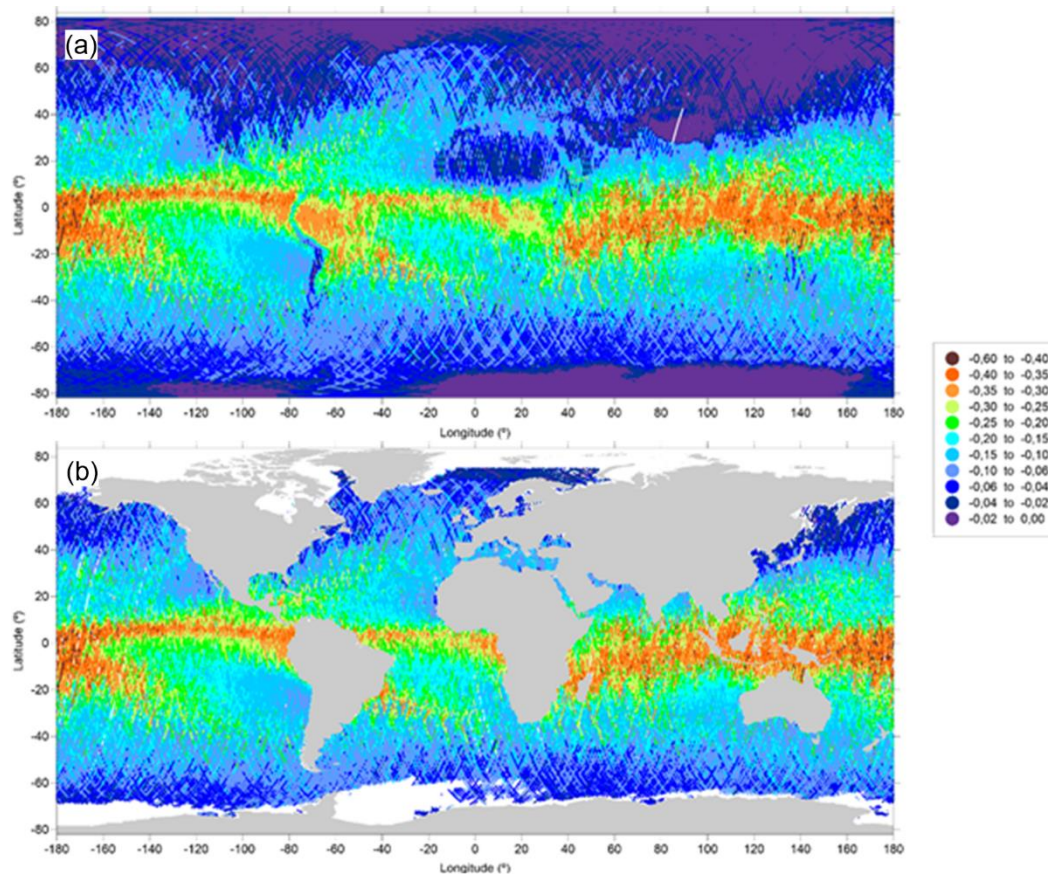 (a)
80
60
40
20
0
-20
-40
-60
-80
Latitude (º)
-180 -160 -140 -120 -100 -80 -60 -40 -20 0 20 40 60 80 100 120 140 160 180
Longitude (º)
-0,60 to -0,40
-0,40 to -0,35
-0,35 to -0,30
-0,30 to -0,25
-0,25 to -0,20
-0,20 to -0,15
-0,15 to -0,10
-0,10 to -0,06
-0,06 to -0,04
-0,04 to -0,02
-0,02 to 0,00
(b)
80
60
40
20
0
-20
-40
-60
-80
Latitude (º)
-180 -160 -140 -120 -100 -80 -60 -40 -20 0 20 40 60 80 100 120 140 160 180
Longitude (º)